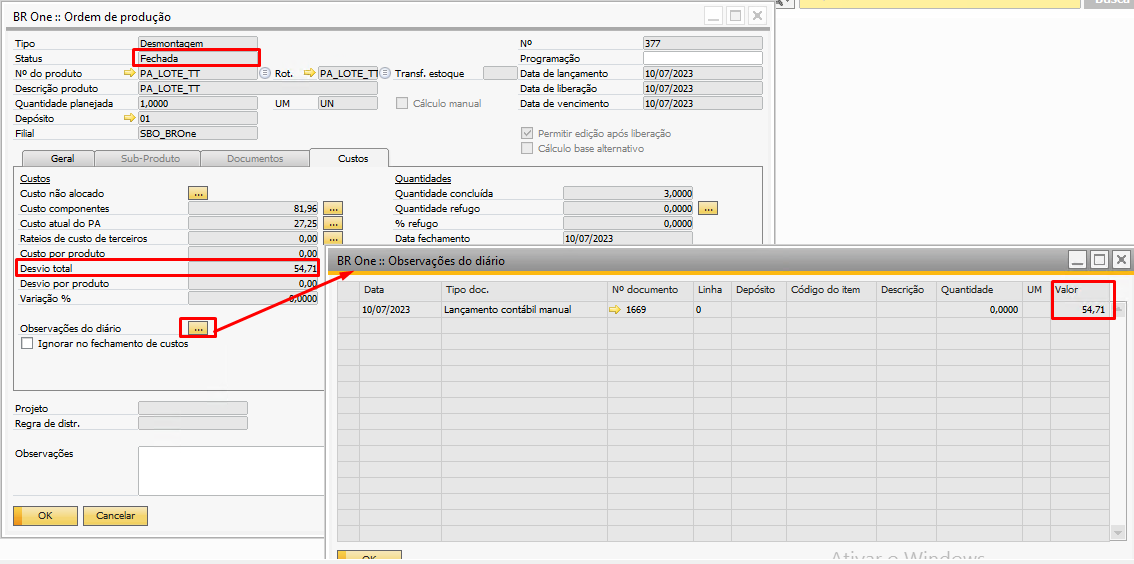 Busca
BR One :: Ordem de produção
Tipo Desmontagem Nº 377
Status Fechada Programação
Nº do produto PA_LOTE_TT Rot. PA_LOTE_TT Transf. estoque Data de lançamento 10/07/2023
Descrição produto PA_LOTE_TT Data de liberação 10/07/2023
Quantidade planejada 1,0000 UM UN Cálculo manual Data de vencimento 10/07/2023
Depósito 01
Filial SBO_BROne Permitir edição após liberação
Cálculo base alternativo
Geral Sub-Produto Documentos Custos
Custos Quantidades
Custo não alocado ... Quantidade concluída 3,0000
Custo componentes 81,96 ... Quantidade refugo 0,0000 ...
Custo atual do PA 27,25 ... % refugo 0,0000
Rateios de custo de terceiros 0,00 ... Data fechamento 10/07/2023
Custo por produto 0,00
Desvio total 54,71
Desvio por produto 0,00
Variação % 0,0000
Observações do diário ...
Ignorar no fechamento de custos
Projeto
Regra de distr.
Observações
OK Cancelar
BR One :: Observações do diário
Data Tipo doc. Nº documento Linha Depósito Código do item Descrição Quantidade UM Valor
10/07/2023 Lançamento contábil manual 1669 0 0,0000 54,71
OK
Ativar o Windows